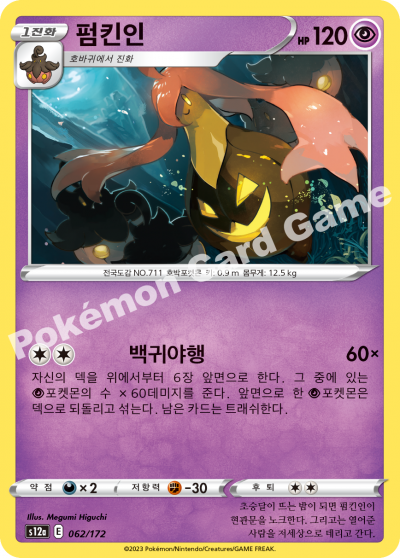 1진화
펌킨인
HP 120
호바귀에서 진화
전국도감 NO.711 호박포켓몬 키: 0.9 m 몸무게: 12.5 kg
Pokémon Card Game
백귀야행 60×
자신의 덱을 위에서부터 6장 앞면으로 한다. 그 중에 있는
포켓몬의 수 × 60데미지를 준다. 앞면으로 한 포켓몬은
덱으로 되돌리고 섞는다. 남은 카드는 트래쉬한다.
약점 ×2 저항력 -30 후퇴
Illus. Megumi Higuchi
s12a E 062/172
초승달이 뜨는 밤이 되면 펌킨인이
현관문을 노크한다. 그리고는 열어준
사람을 저세상으로 데리고 간다.
©2023 Pokémon/Nintendo/Creatures/GAME FREAK.